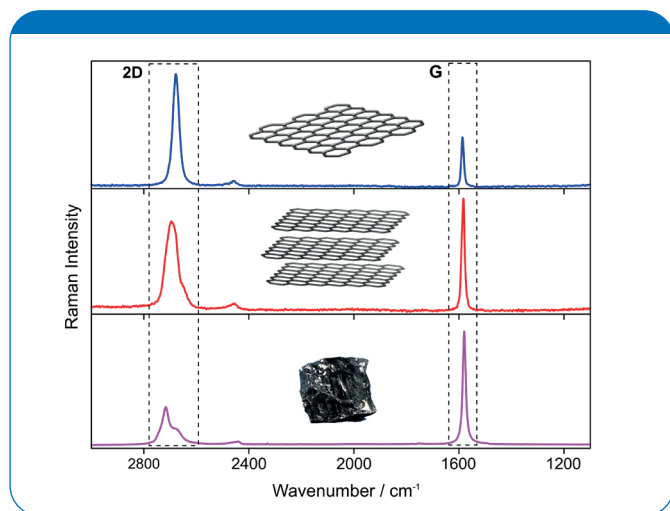 2D
G
Raman Intensity
2800
2400
2000
1600
1200
Wavenumber / cm⁻¹